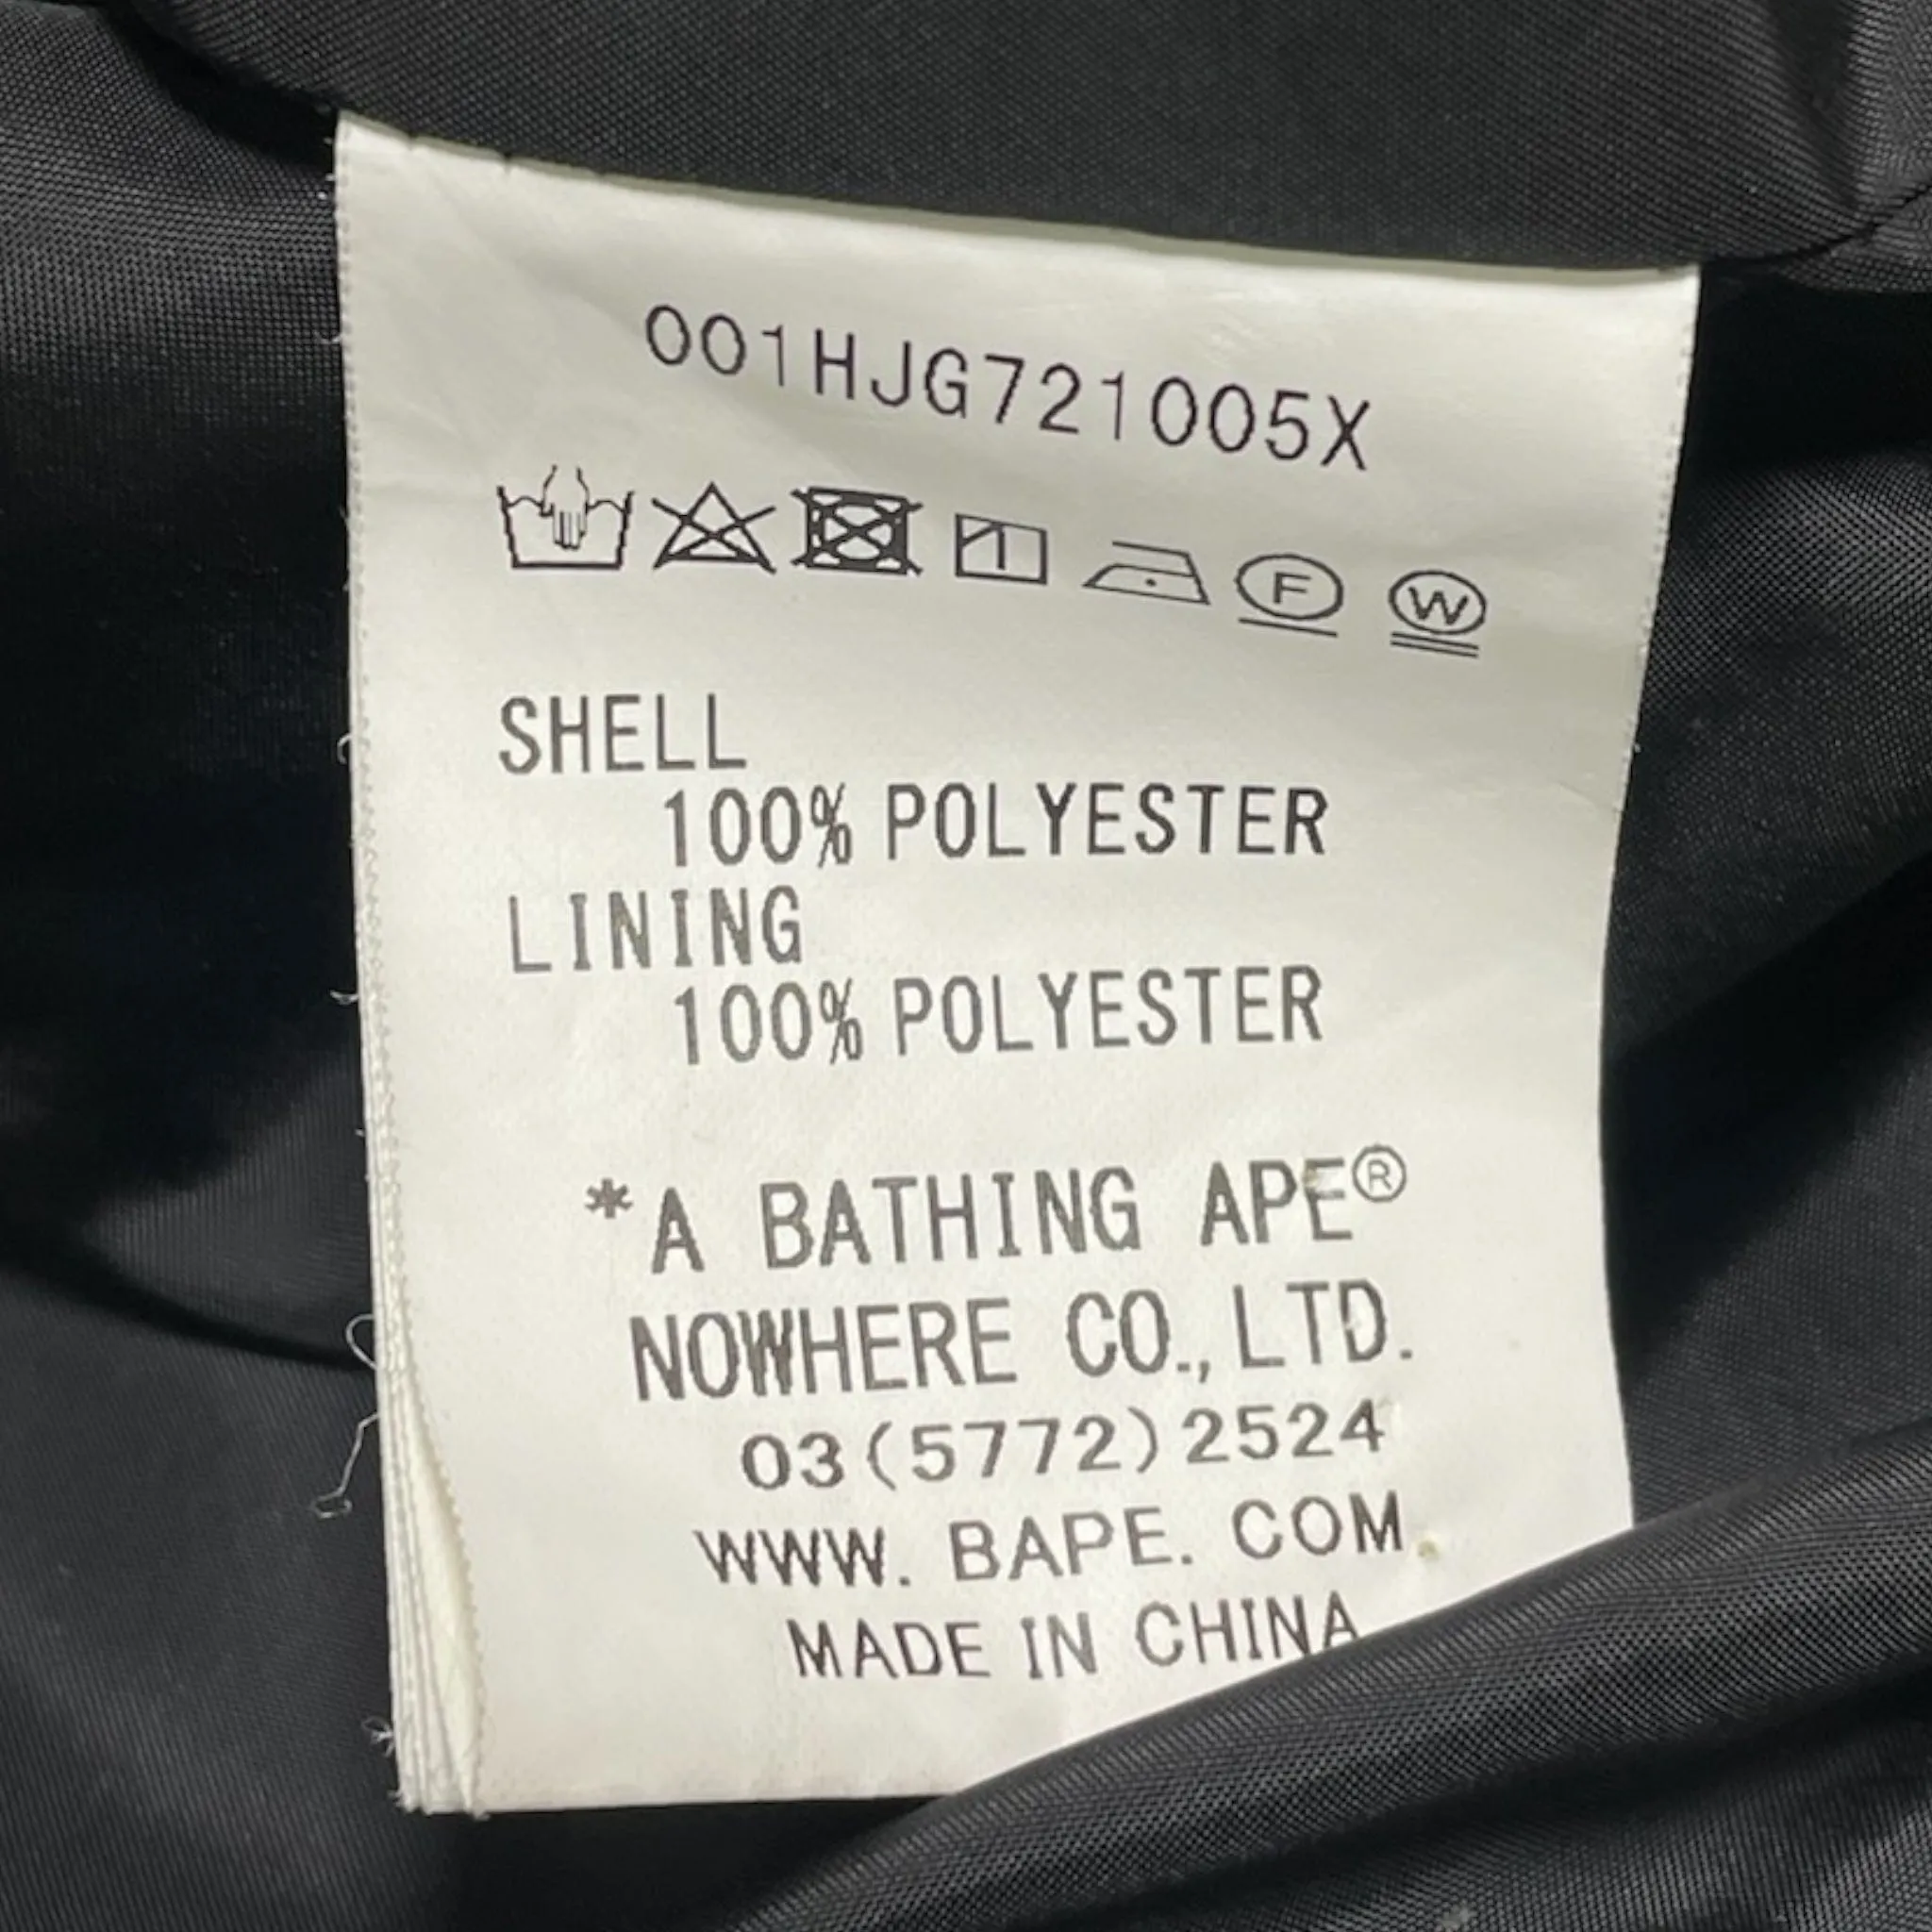 001HJG721005X
F W
SHELL
100% POLYESTER
LINING
100% POLYESTER
*A BATHING APE®
NOWHERE CO., LTD.
03(5772)2524
WWW. BAPE. COM
MADE IN CHINA